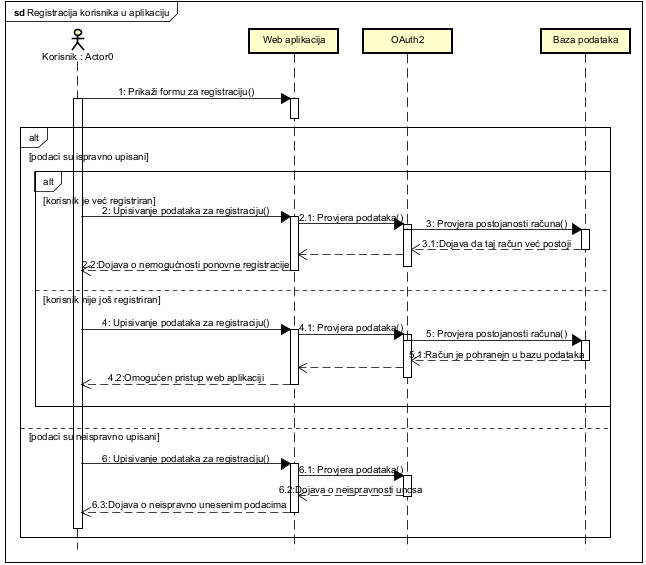 sd Registracija korisnika u aplikaciju
Korisnik : Actor0
Web aplikacija
OAuth2
Baza podataka
1: Prikaži formu za registraciju()
alt
[podaci su ispravno upisani]
alt
[korisnik je već registriran]
2: Upisivanje podataka za registraciju()
2.1: Provjera podataka()
3: Provjera postojanosti računa()
3.1:Dojava da taj račun već postoji
2.2:Dojava o nemogućnosti ponovne registracije
[korisnik nije još registriran]
4: Upisivanje podataka za registraciju()
4.1: Provjera podataka()
5: Provjera postojanosti računa()
5.1:Račun je pohranejn u bazu podataka
4.2:Omogućen pristup web aplikaciji
[podaci su neispravno upisani]
6: Upisivanje podataka za registraciju()
6.1: Provjera podataka()
6.2:Dojava o neispravnosti unosa
6.3:Dojava o neispravno unesenim podacima